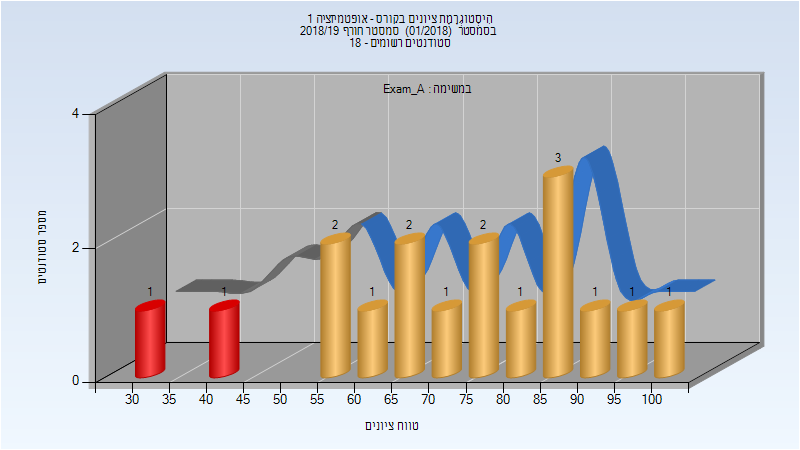 היסטוגרמת ציונים בקורס - אופטימיזציה 1
בסמסטר (01/2018) סמסטר חורף 2018/19
סטודנטים רשומים - 18
במשימה : Exam_A
מספר סטודנטים
4
2
0
1
1
2
1
2
1
2
1
3
1
1
1
30 35 40 45 50 55 60 65 70 75 80 85 90 95 100
טווח ציונים